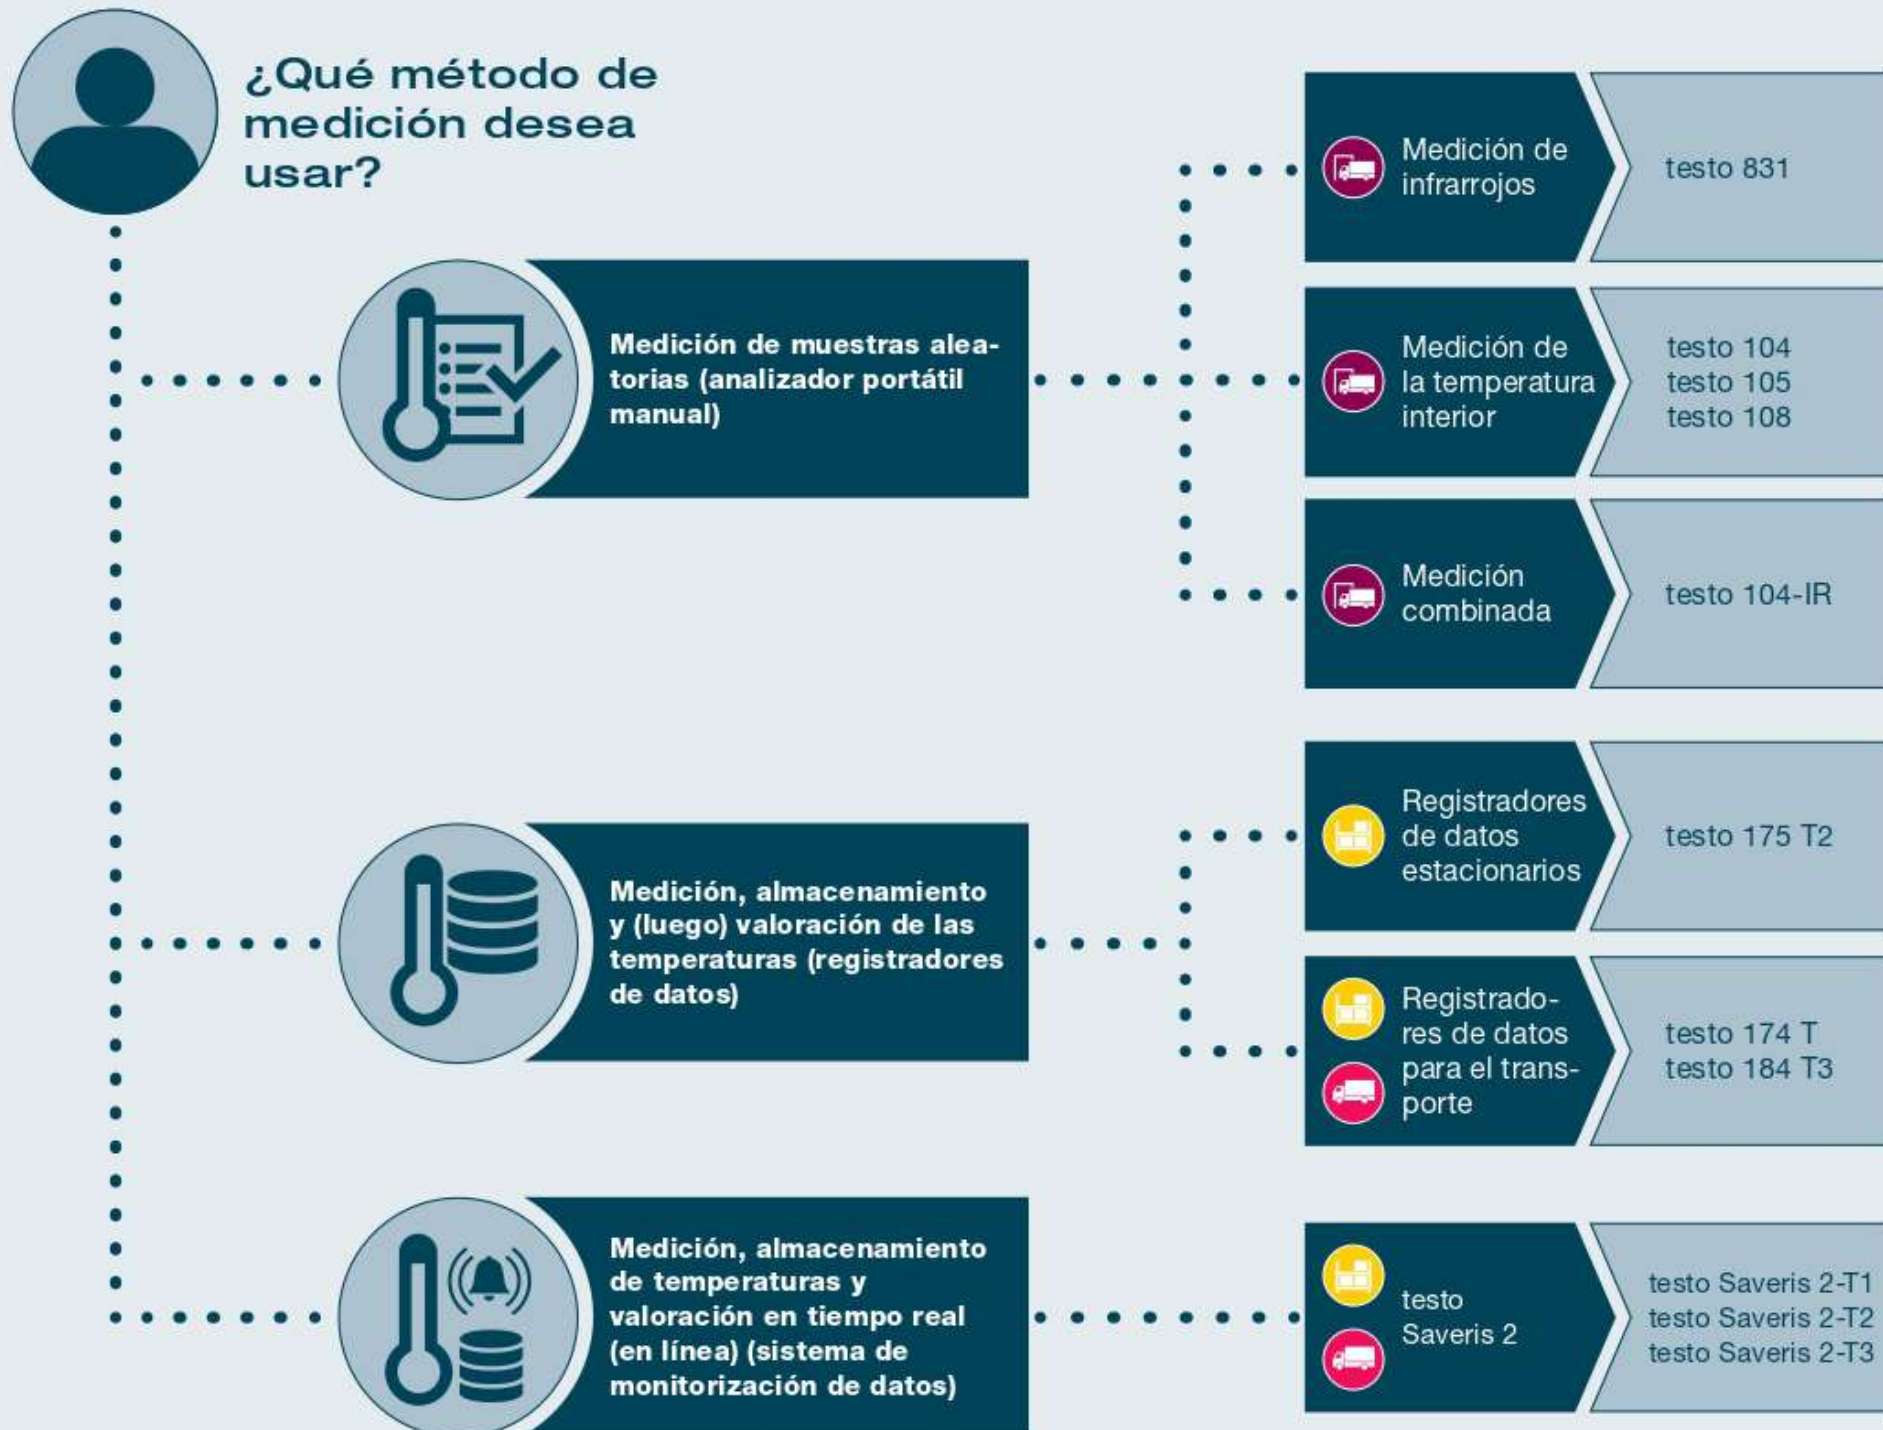 ¿Qué método de
medición desea
usar?
Medición de muestras alea-
torias (analizador portátil
manual)
Medición de
infrarrojos
testo 831
Medición de
la temperatura
interior
testo 104
testo 105
testo 108
Medición
combinada
testo 104-IR
Medición, almacenamiento
y (luego) valoración de las
temperaturas (registradores
de datos)
Registradores
de datos
estacionarios
testo 175 T2
Registrado-
res de datos
para el trans-
porte
testo 174 T
testo 184 T3
Medición, almacenamiento
de temperaturas y
valoración en tiempo real
(en línea) (sistema de
monitorización de datos)
testo
Saveris 2
testo Saveris 2-T1
testo Saveris 2-T2
testo Saveris 2-T3